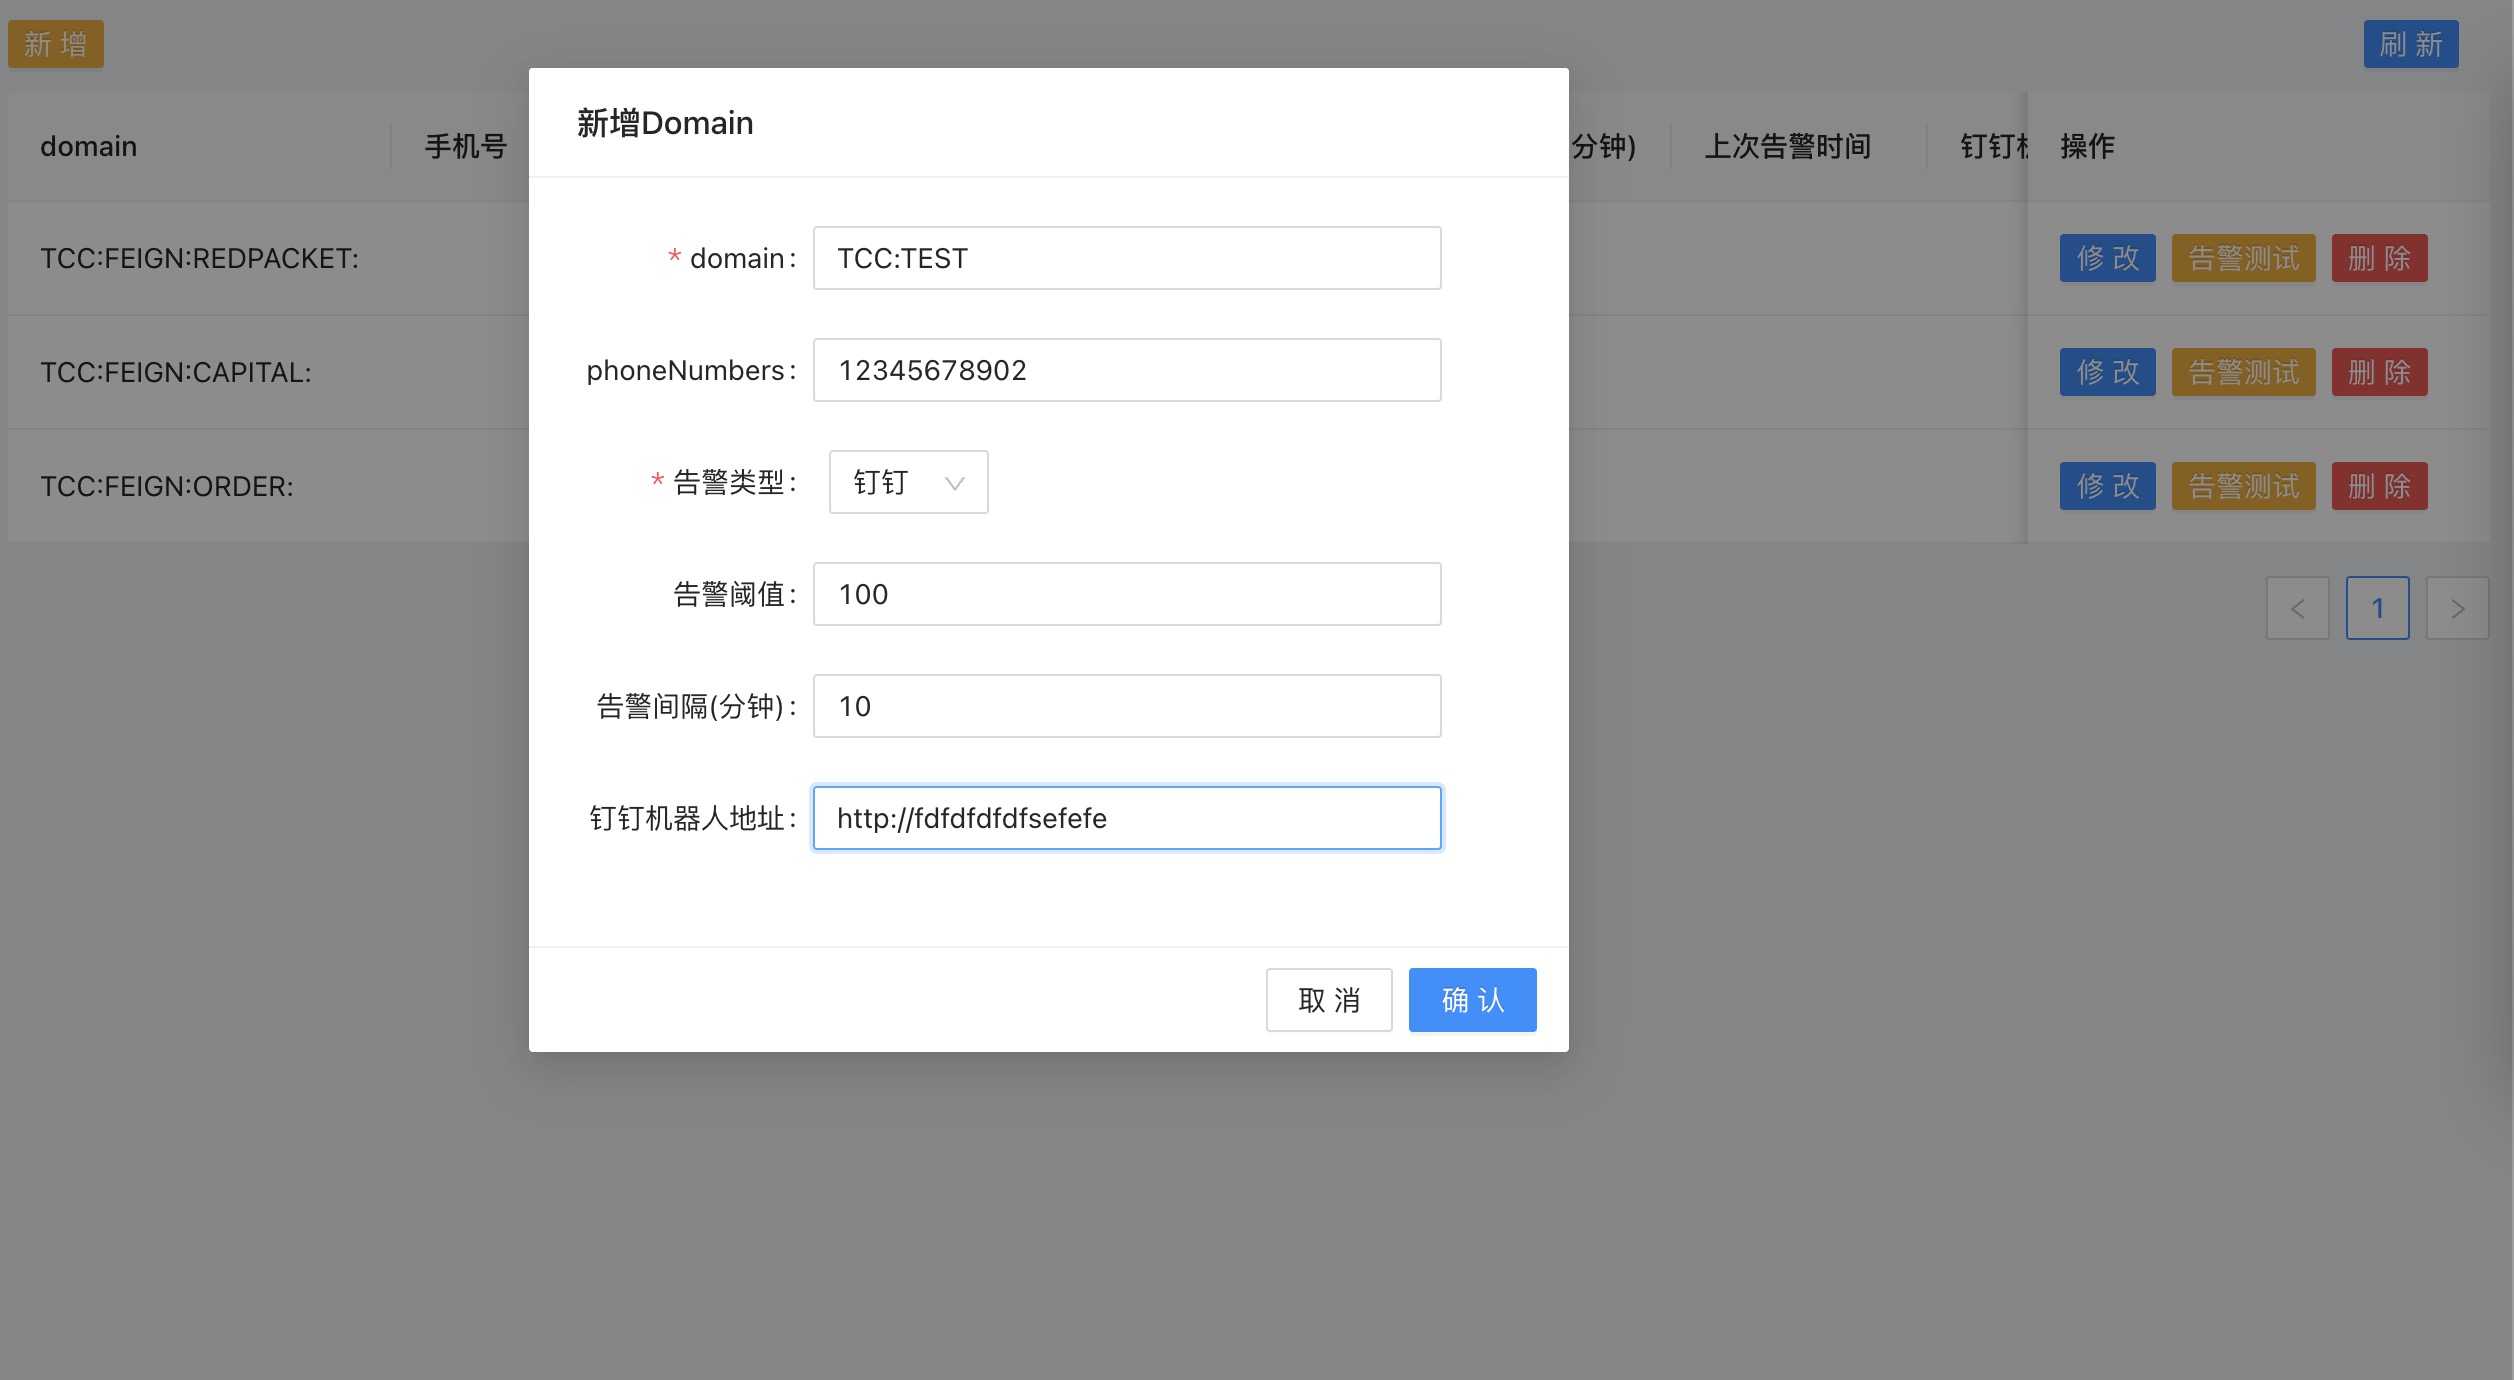 新 增
刷 新
domain
手机号
分钟)
上次告警时间
钉钉
操作
TCC:FEIGN:REDPACKET:
修 改
告警测试
删 除
TCC:FEIGN:CAPITAL:
修 改
告警测试
删 除
TCC:FEIGN:ORDER:
修 改
告警测试
删 除
1
新增Domain
* domain: TCC:TEST
phoneNumbers: 12345678902
* 告警类型: 钉钉
告警阈值: 100
告警间隔(分钟): 10
钉钉机器人地址: http://fdfdfdfdfsefefe
取 消
确 认